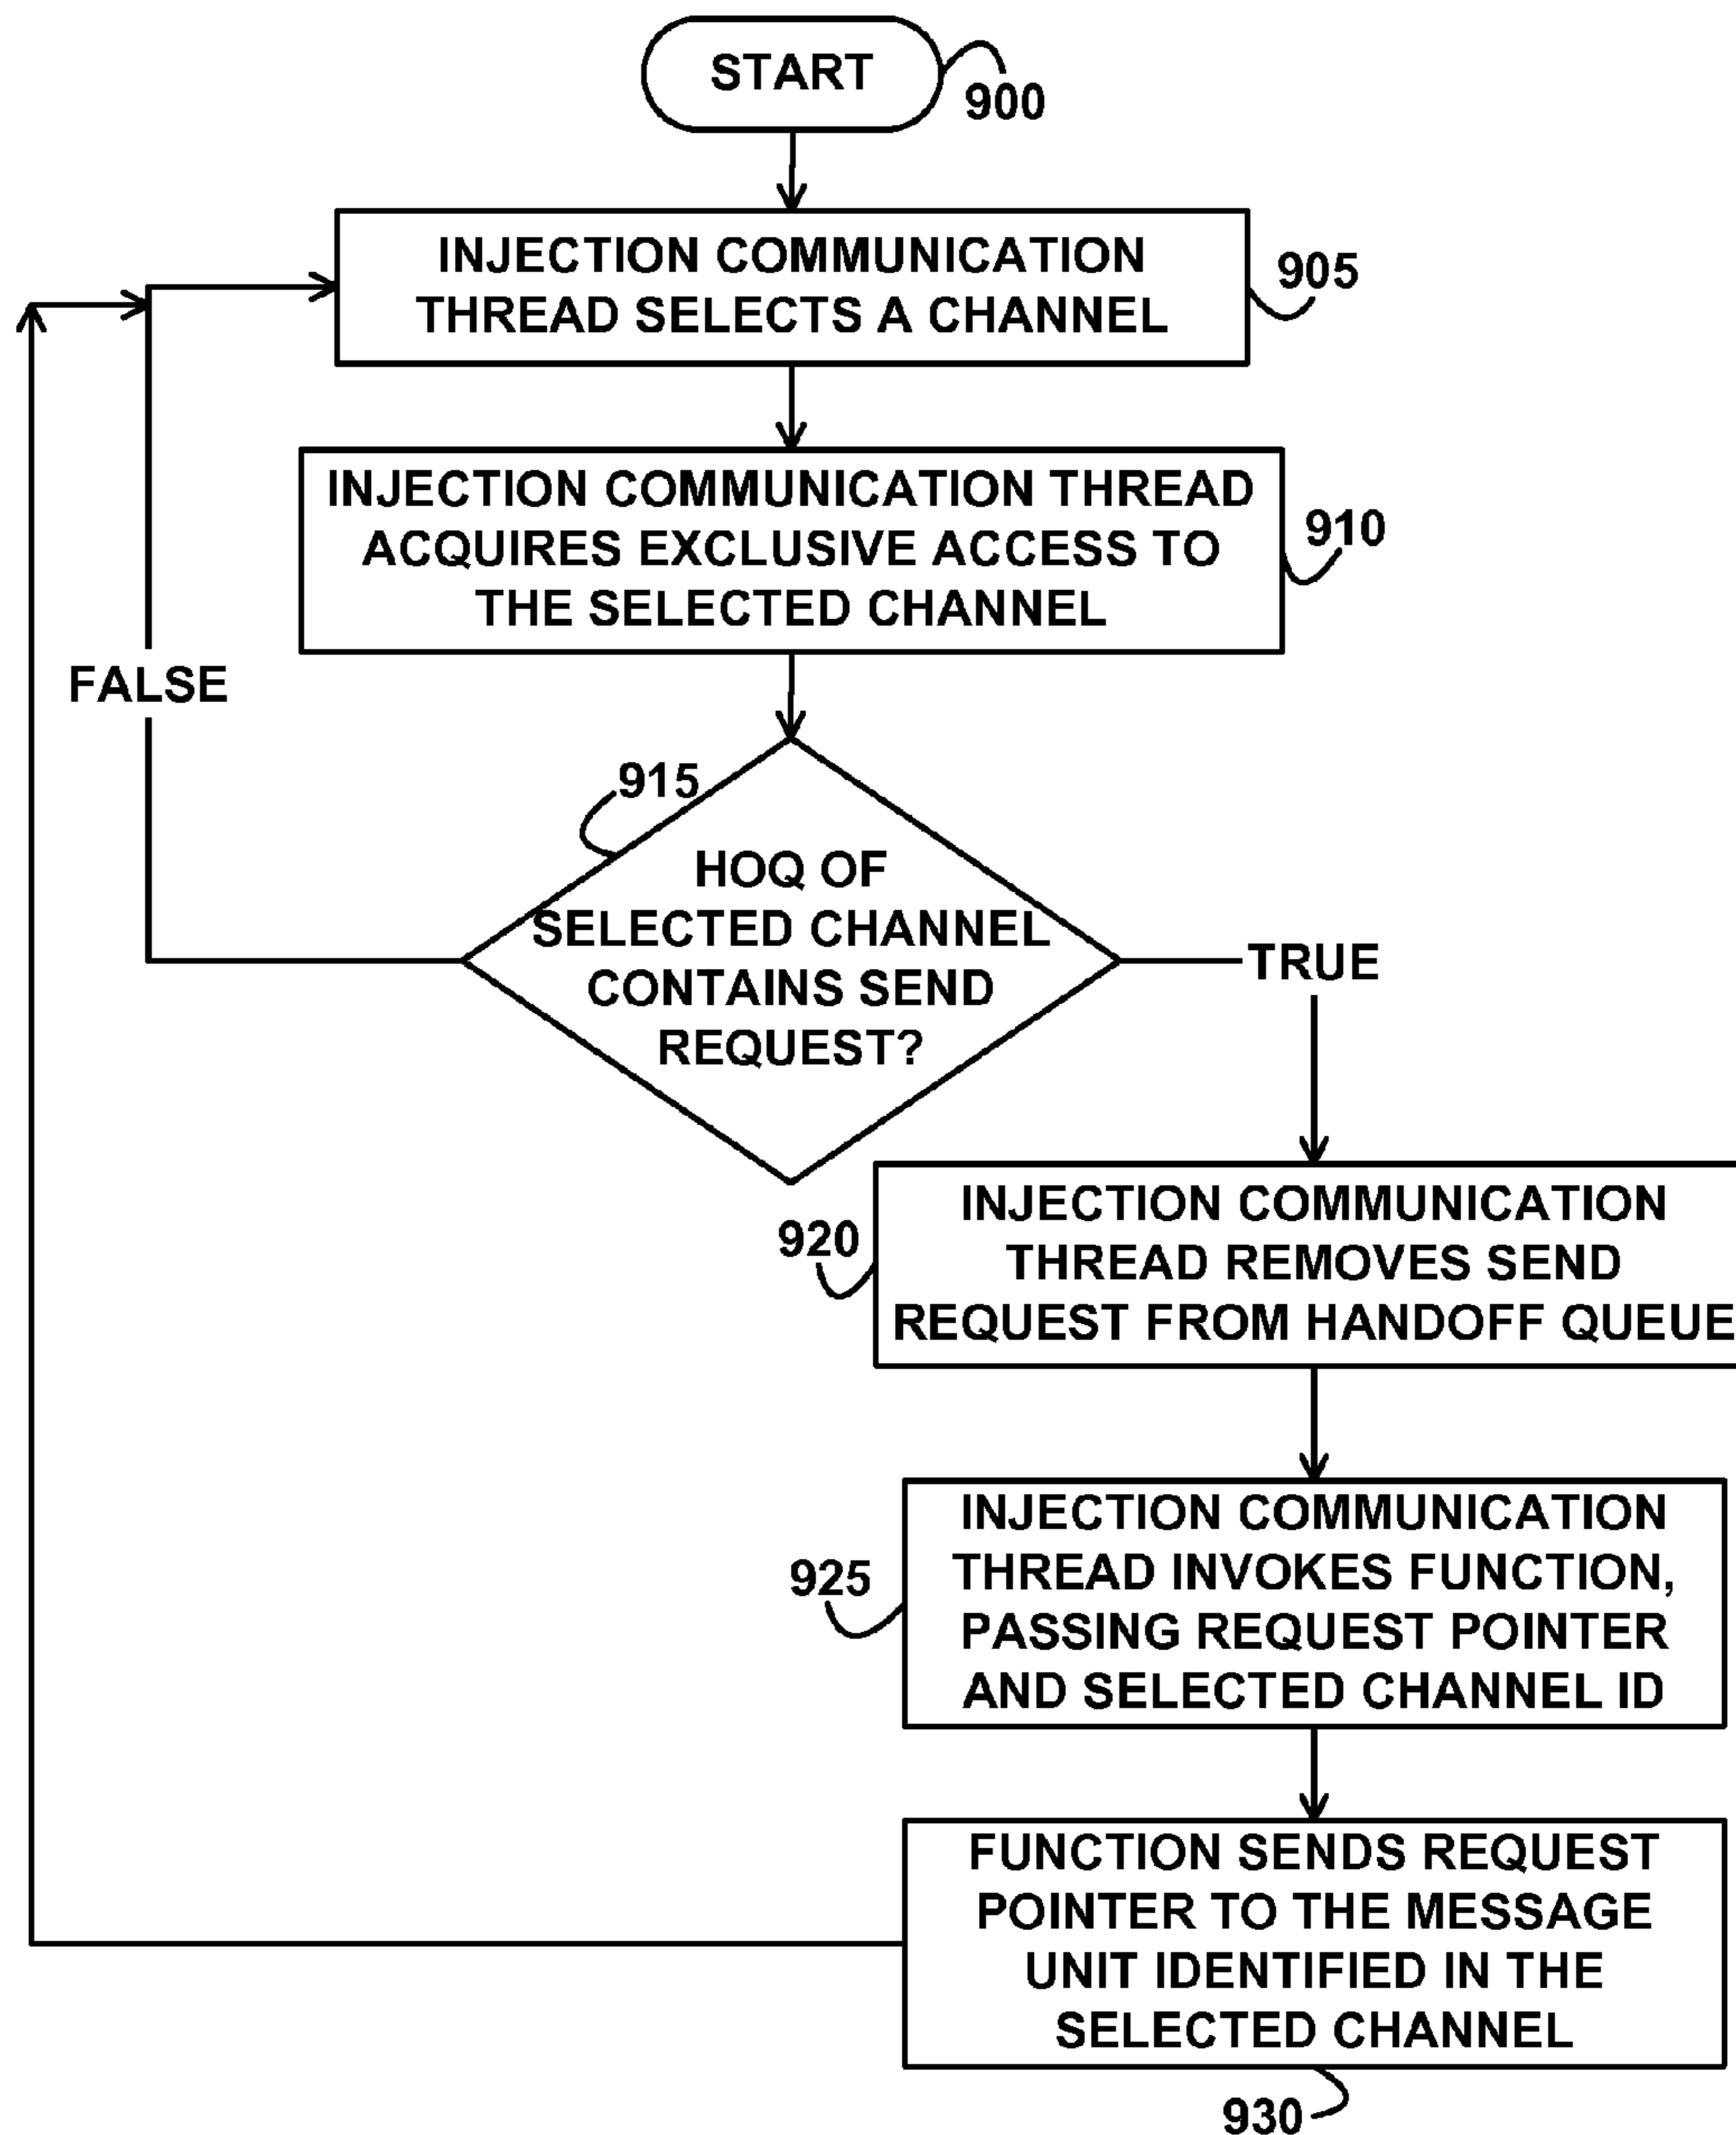 START
900
INJECTION COMMUNICATION
THREAD SELECTS A CHANNEL
905
INJECTION COMMUNICATION THREAD
ACQUIRES EXCLUSIVE ACCESS TO
THE SELECTED CHANNEL
910
FALSE
915
HOQ OF
SELECTED CHANNEL
CONTAINS SEND
REQUEST?
TRUE
920
INJECTION COMMUNICATION
THREAD REMOVES SEND
REQUEST FROM HANDOFF QUEUE
925
INJECTION COMMUNICATION
THREAD INVOKES FUNCTION,
PASSING REQUEST POINTER
AND SELECTED CHANNEL ID
FUNCTION SENDS REQUEST
POINTER TO THE MESSAGE
UNIT IDENTIFIED IN THE
SELECTED CHANNEL
930